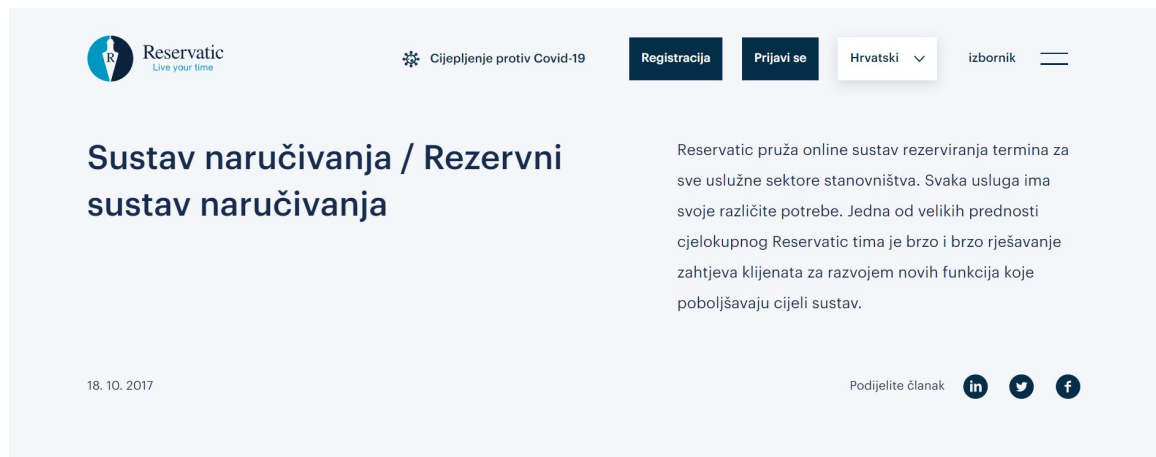 Reservatic
Live your time
Cijepljenje protiv Covid-19
Registracija
Prijavi se
Hrvatski
izbornik
Sustav naručivanja / Rezervni
sustav naručivanja
Reservatic pruža online sustav rezerviranja termina za
sve uslužne sektore stanovništva. Svaka usluga ima
svoje različite potrebe. Jedna od velikih prednosti
cjelokupnog Reservatic tima je brzo i brzo rješavanje
zahtjeva klijenata za razvojem novih funkcija koje
poboljšavaju cijeli sustav.
18. 10. 2017
Podijelite članak